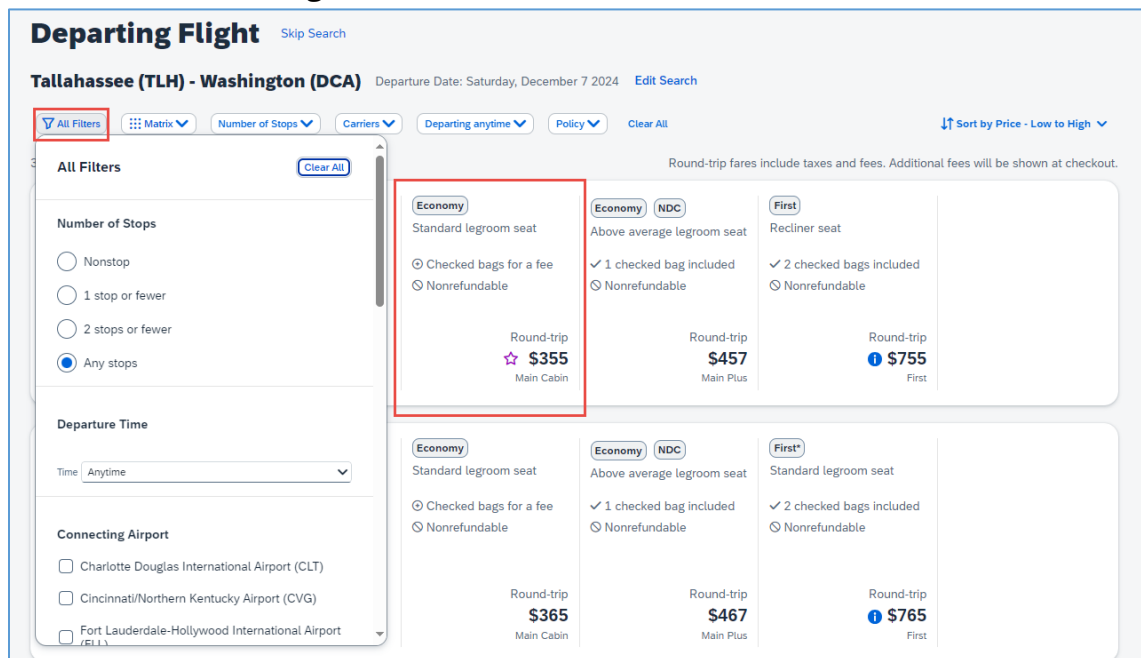 Departing Flight Skip Search
Tallahassee (TLH) - Washington (DCA) Departure Date: Saturday, December 7 2024 Edit Search
All Filters Matrix Number of Stops Carriers Departing anytime Policy Clear All Sort by Price - Low to High
Round-trip fares include taxes and fees. Additional fees will be shown at checkout.
All Filters Clear All
Number of Stops
Nonstop
1 stop or fewer
2 stops or fewer
Any stops
Departure Time
Time Anytime
Connecting Airport
Charlotte Douglas International Airport (CLT)
Cincinnati/Northern Kentucky Airport (CVG)
Fort Lauderdale-Hollywood International Airport
(FLL)
Economy
Standard legroom seat
Checked bags for a fee
Nonrefundable
Round-trip
$355
Main Cabin
Economy NDC
Above average legroom seat
1 checked bag included
Nonrefundable
Round-trip
$457
Main Plus
First
Recliner seat
2 checked bags included
Nonrefundable
Round-trip
$755
First
Economy
Standard legroom seat
Checked bags for a fee
Nonrefundable
Round-trip
$365
Main Cabin
Economy NDC
Above average legroom seat
1 checked bag included
Nonrefundable
Round-trip
$467
Main Plus
First*
Standard legroom seat
2 checked bags included
Nonrefundable
Round-trip
$765
First